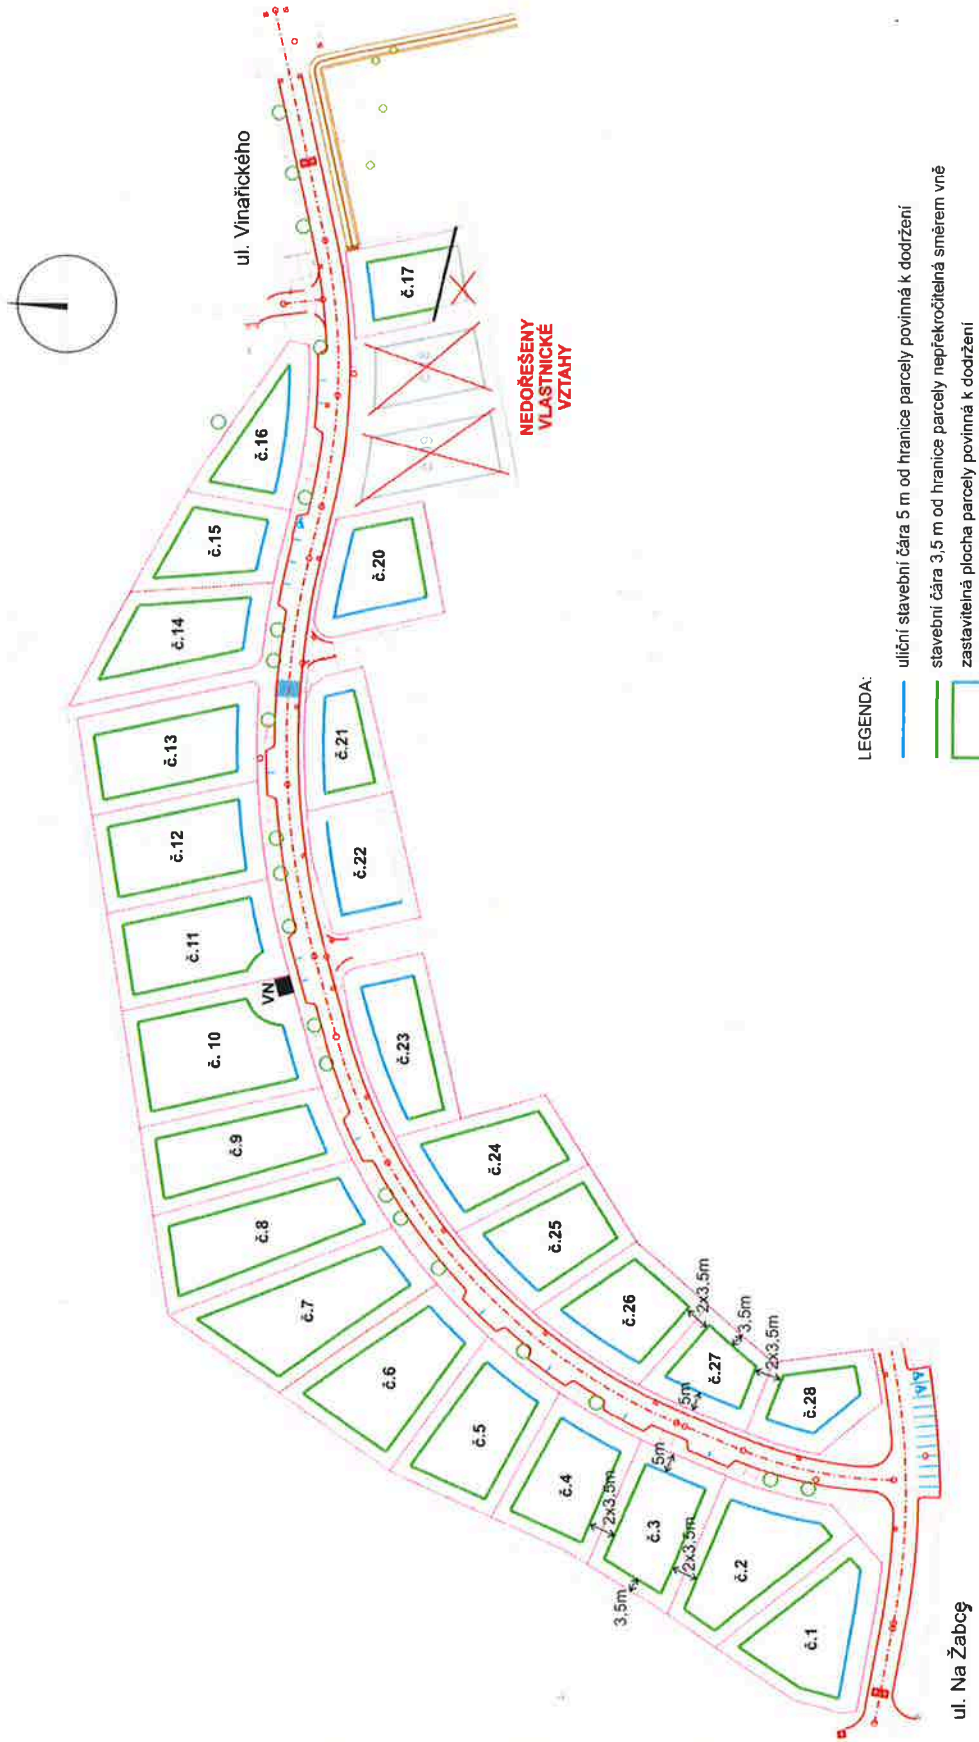 ul. Vinařického
č.17
NEDOŘEŠENY
VLASTNICKÉ
VZTAHY
č.16
č.15
č.14
č.20
č.13
č.21
č.12
č.22
č.11
VN
č. 10
č.23
č.9
č.24
č.8
č.25
č.7
č.26
č.6
2x3,5m
č.27
3,5m
5m
2x3,5m
č.5
č.28
č.4
5m
2x3,5m
č.3
2x3,5m
3,5m
č.2
č.1
ul. Na Žabce
LEGENDA:
uliční stavební čára 5 m od hranice parcely povinná k dodržení
stavební čára 3,5 m od hranice parcely nepřekročitelná směrem vně
zastavitelná plocha parcely povinná k dodržení